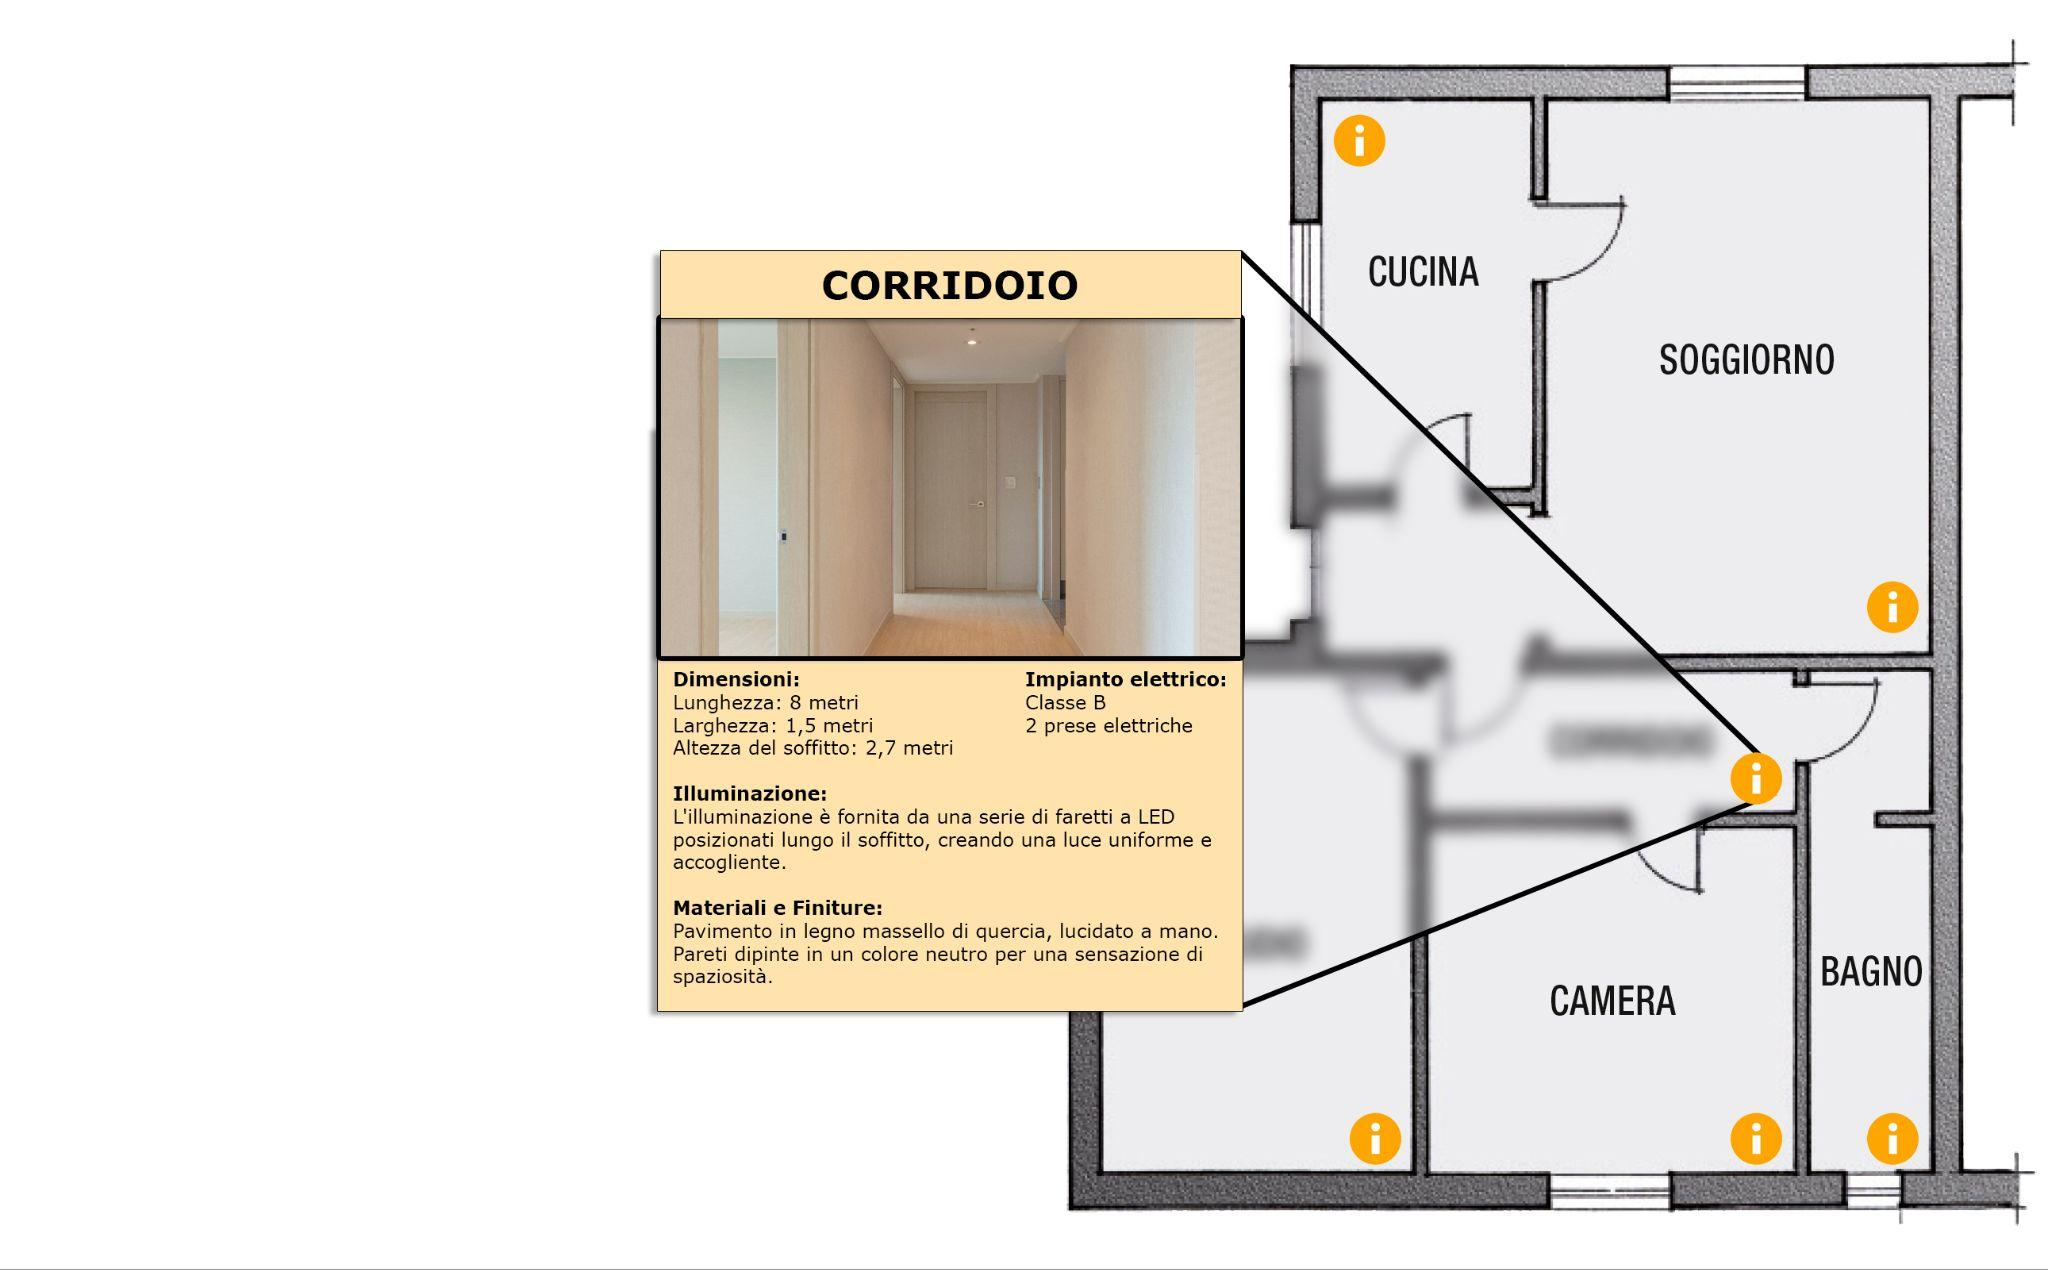 CUCINA
SOGGIORNO
CORRIDOIO
Dimensioni:
Lunghezza: 8 metri
Larghezza: 1,5 metri
Altezza del soffitto: 2,7 metri
Impianto elettrico:
Classe B
2 prese elettriche
Illuminazione:
L'illuminazione è fornita da una serie di faretti a LED
posizionati lungo il soffitto, creando una luce uniforme e
accogliente.
Materiali e Finiture:
Pavimento in legno massello di quercia, lucidato a mano.
Pareti dipinte in un colore neutro per una sensazione di
spaziosità.
CORRIDOIO
CAMERA
BAGNO